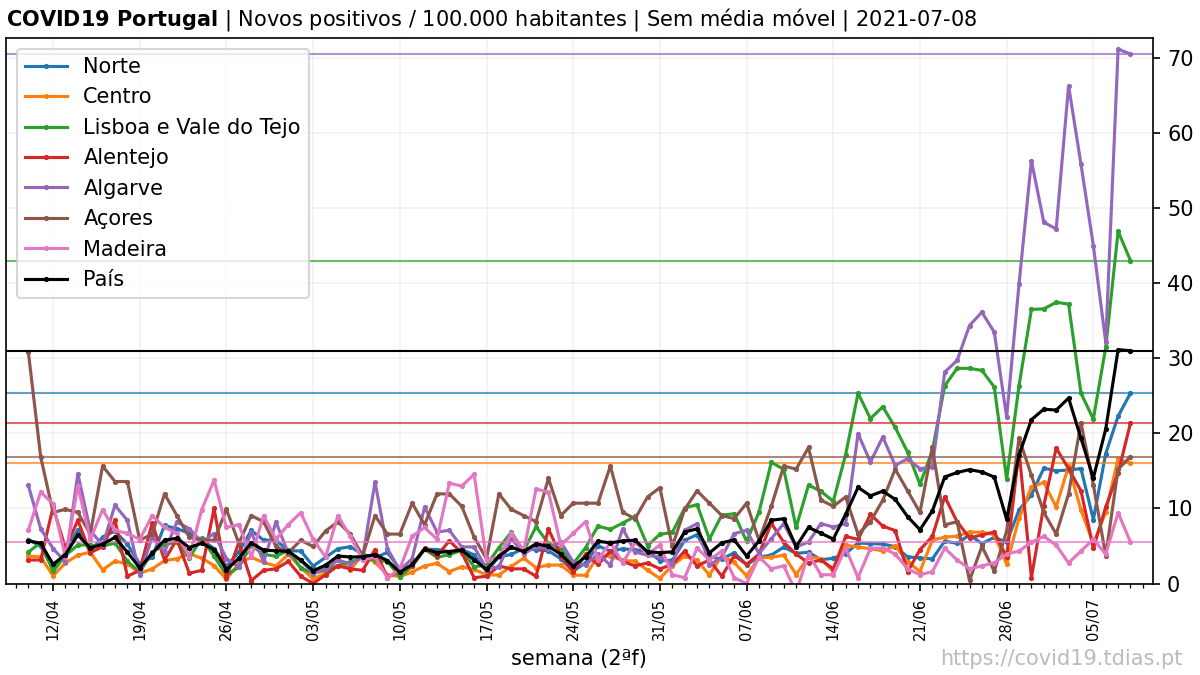 COVID19 Portugal | Novos positivos / 100.000 habitantes | Sem média móvel | 2021-07-08
Norte
Centro
Lisboa e Vale do Tejo
Alentejo
Algarve
Açores
Madeira
País
70
60
50
40
30
20
10
0
12/04 19/04 26/04 03/05 10/05 17/05 24/05 31/05 07/06 14/06 21/06 28/06 05/07
semana (2ªf)
https://covid19.tdias.pt